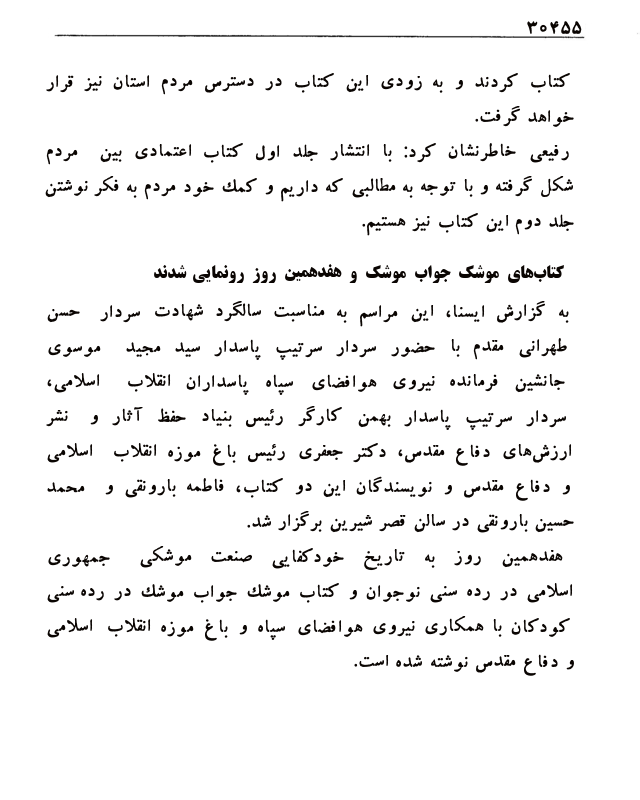 ۳۰۴۵۵
کتاب کردند و به زودی این کتاب در دسترس مردم استان نیز قرار
خواهد گرفت.
رفیعی خاطرنشان کرد: با انتشار جلد اول کتاب اعتمادی بین مردم
شکل گرفته و با توجه به مطالبی که داریم و کمك خود مردم به فکر نوشتن
جلد دوم این کتاب نیز هستیم.
کتاب‌های موشک جواب موشک و هفدهمین روز رونمایی شدند
به گزارش ایسنا، این مراسم به مناسبت سالگرد شهادت سردار حسن
طهرانی مقدم با حضور سردار سرتیپ پاسدار سید مجید موسوی
جانشین فرمانده نیروی هوافضای سپاه پاسداران انقلاب اسلامی،
سردار سرتیپ پاسدار بهمن کارگر رئیس بنیاد حفظ آثار و نشر
ارزش‌های دفاع مقدس، دکتر جعفری رئیس باغ موزه انقلاب اسلامی
و دفاع مقدس و نویسندگان این دو کتاب، فاطمه بارونقی و محمد
حسین بارونقی در سالن قصر شیرین برگزار شد.
هفدهمین روز به تاریخ خودکفایی صنعت موشکی جمهوری
اسلامی در رده سنی نوجوان و کتاب موشك جواب موشك در رده سنی
کودکان با همکاری نیروی هوافضای سپاه و باغ موزه انقلاب اسلامی
و دفاع مقدس نوشته شده است.